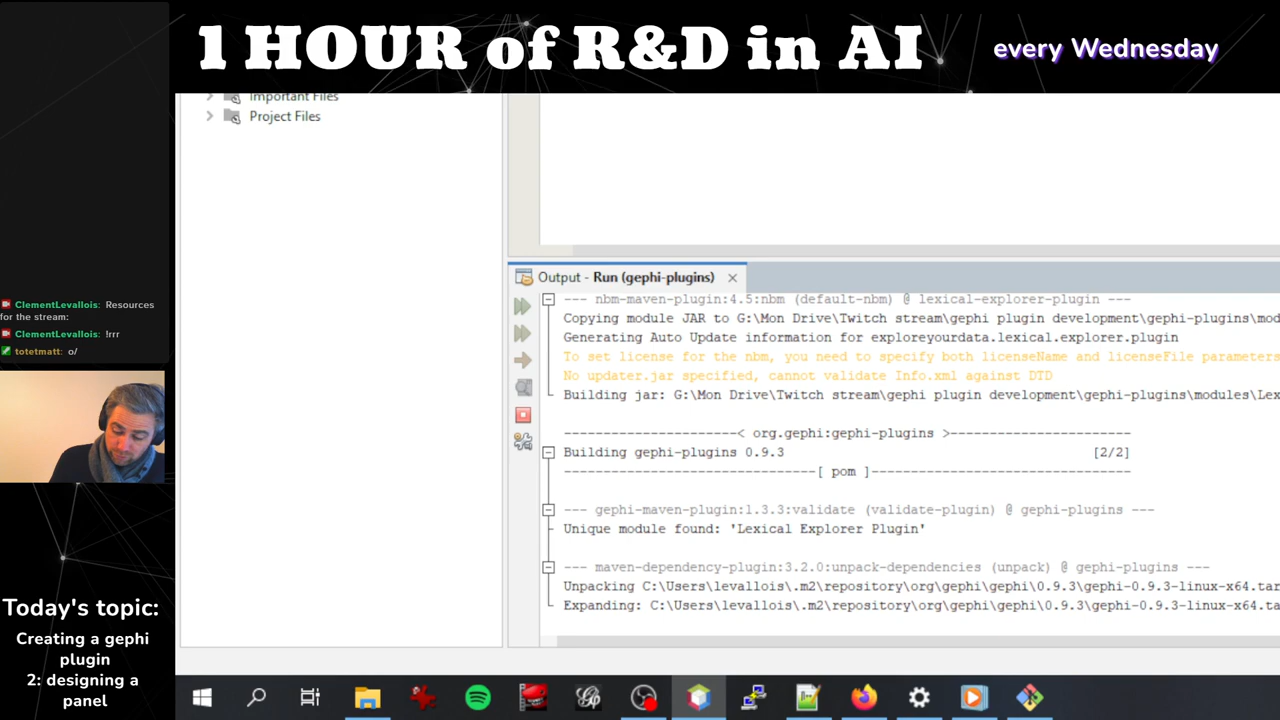 1 HOUR of R&D in AI
every Wednesday
Important Files
Project Files
Output - Run (gephi-plugins)
--- nbm-maven-plugin:4.5:nbm (default-nbm) @ lexical-explorer-plugin ---
Copying module JAR to G:\Mon Drive\Twitch stream\gephi plugin development\gephi-plugins\mod
Generating Auto Update information for exploreyourdata.lexical.explorer.plugin
To set license for the nbm, you need to specify both licenseName and licenseFile parameters
No updater.jar specified, cannot validate Info.xml against DTD
Building jar: G:\Mon Drive\Twitch stream\gephi plugin development\gephi-plugins\modules\Lex
-----------------------< org.gephi:gephi-plugins >-----------------------
Building gephi-plugins 0.9.3 [2/2]
--------------------------------[ pom ]---------------------------------
--- gephi-maven-plugin:1.3.3:validate (validate-plugin) @ gephi-plugins ---
Unique module found: 'Lexical Explorer Plugin'
--- maven-dependency-plugin:3.2.0:unpack-dependencies (unpack) @ gephi-plugins ---
Unpacking C:\Users\levallois\.m2\repository\org\gephi\gephi\0.9.3\gephi-0.9.3-linux-x64.tar
Expanding: C:\Users\levallois\.m2\repository\org\gephi\gephi\0.9.3\gephi-0.9.3-linux-x64.ta
ClementLevallois: Resources
for the stream:
ClementLevallois: !rrr
totetmatt: o/
Today's topic:
Creating a gephi
plugin
2: designing a
panel